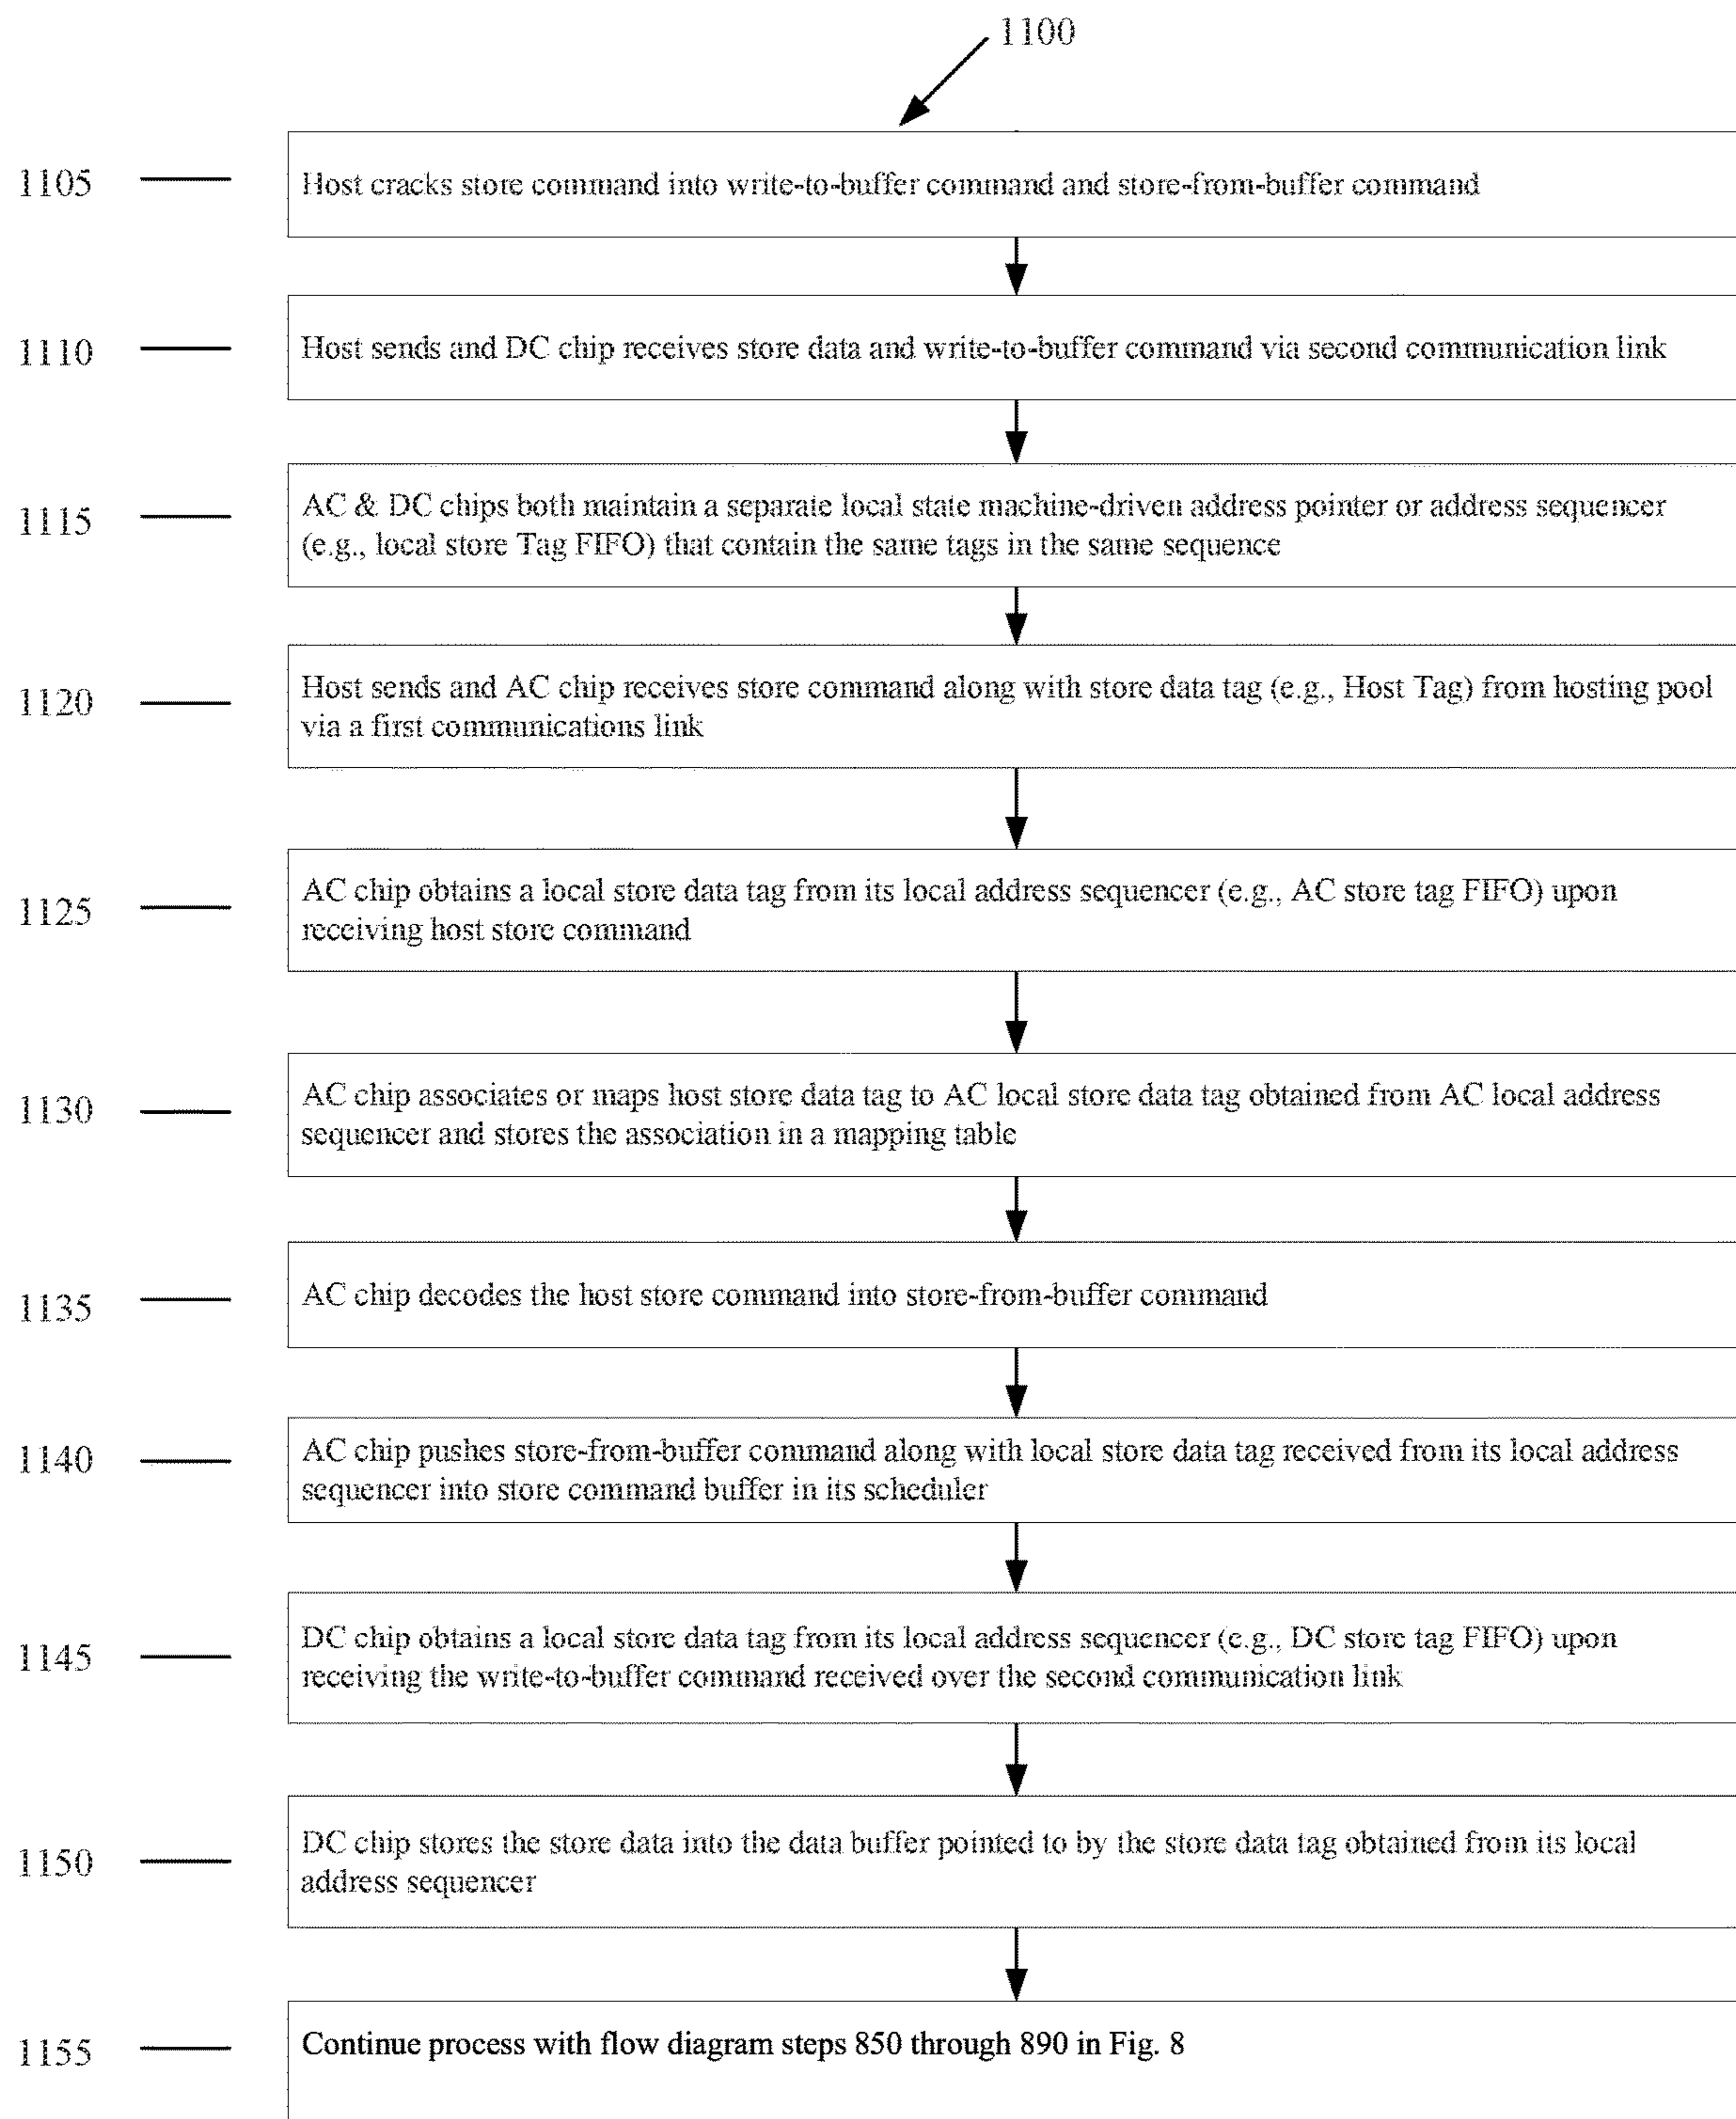 1100
1105
Host cracks store command into write-to-buffer command and store-from-buffer command
1110
Host sends and DC chip receives store data and write-to-buffer command via second communication link
1115
AC & DC chips both maintain a separate local state machine-driven address pointer or address sequencer
(e.g., local store Tag FIFO) that contain the same tags in the same sequence
1120
Host sends and AC chip receives store command along with store data tag (e.g., Host Tag) from hosting pool
via a first communications link
1125
AC chip obtains a local store data tag from its local address sequencer (e.g., AC store tag FIFO) upon
receiving host store command
1130
AC chip associates or maps host store data tag to AC local store data tag obtained from AC local address
sequencer and stores the association in a mapping table
1135
AC chip decodes the host store command into store-from-buffer command
1140
AC chip pushes store-from-buffer command along with local store data tag received from its local address
sequencer into store command buffer in its scheduler
1145
DC chip obtains a local store data tag from its local address sequencer (e.g., DC store tag FIFO) upon
receiving the write-to-buffer command received over the second communication link
1150
DC chip stores the store data into the data buffer pointed to by the store data tag obtained from its local
address sequencer
1155
Continue process with flow diagram steps 850 through 890 in Fig. 8